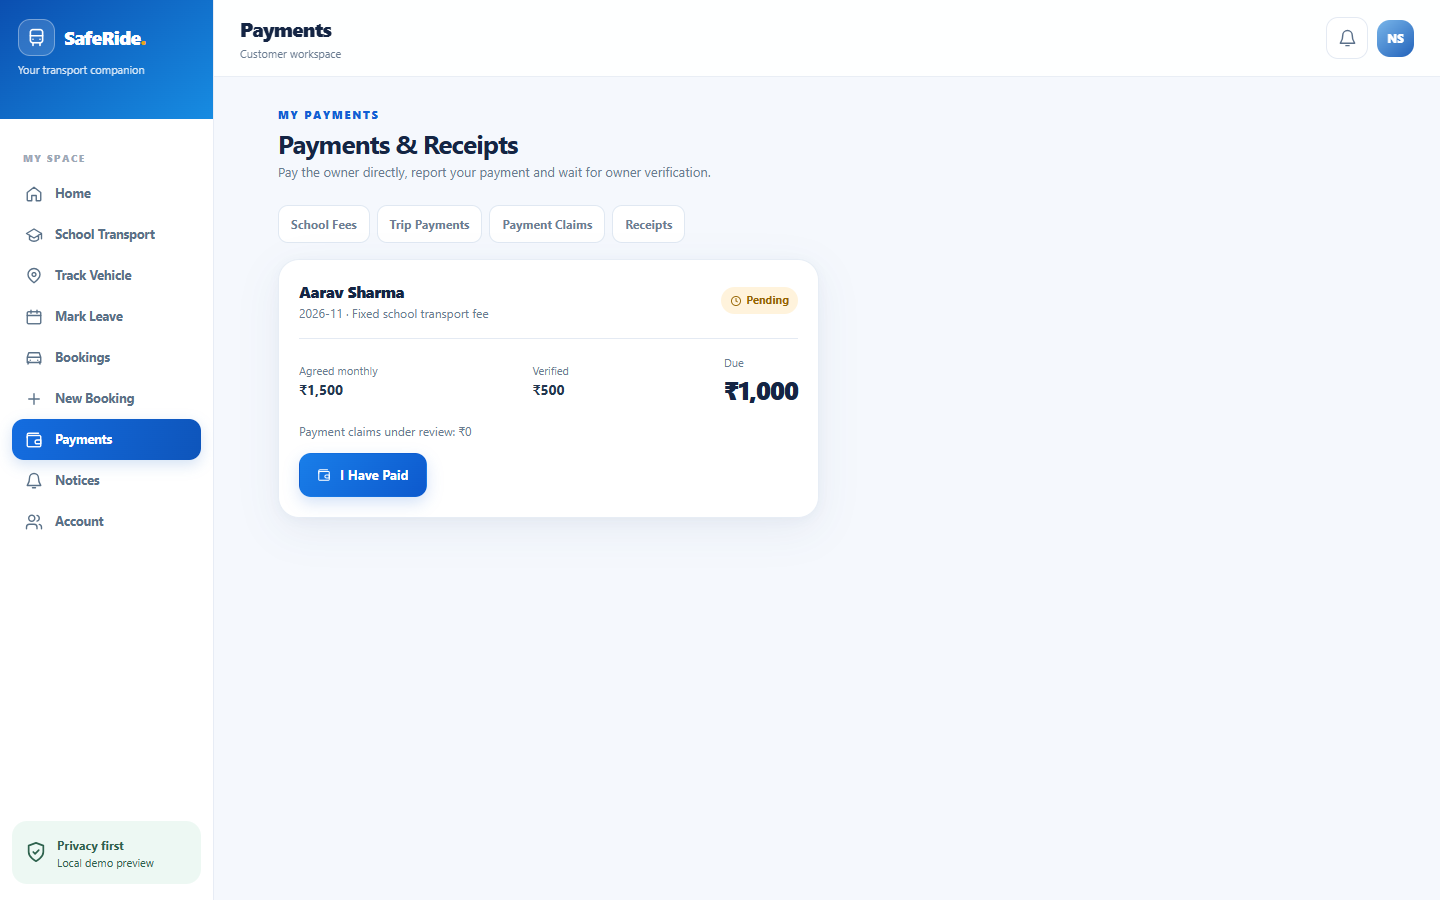 SafeRide.
Your transport companion
MY SPACE
Home
School Transport
Track Vehicle
Mark Leave
Bookings
New Booking
Payments
Notices
Account
Privacy first
Local demo preview
Payments
Customer workspace
NS
MY PAYMENTS
Payments & Receipts
Pay the owner directly, report your payment and wait for owner verification.
School Fees
Trip Payments
Payment Claims
Receipts
Aarav Sharma
2026-11 · Fixed school transport fee
Pending
Agreed monthly
₹1,500
Verified
₹500
Due
₹1,000
Payment claims under review: ₹0
I Have Paid